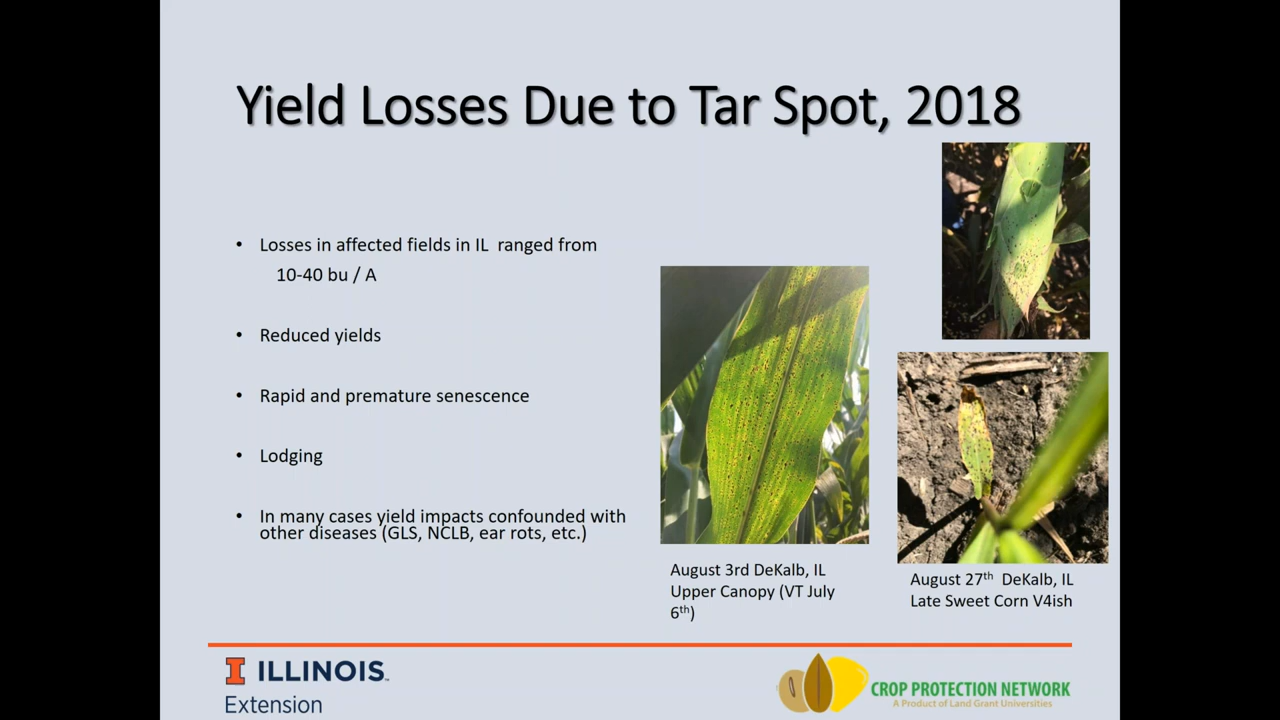 Yield Losses Due to Tar Spot, 2018
• Losses in affected fields in IL ranged from
10-40 bu / A
• Reduced yields
• Rapid and premature senescence
• Lodging
• In many cases yield impacts confounded with
other diseases (GLS, NCLB, ear rots, etc.)
August 3rd DeKalb, IL
Upper Canopy (VT July
6th)
August 27th DeKalb, IL
Late Sweet Corn V4ish
I ILLINOIS
Extension
CROP PROTECTION NETWORK
A Product of Land Grant Universities